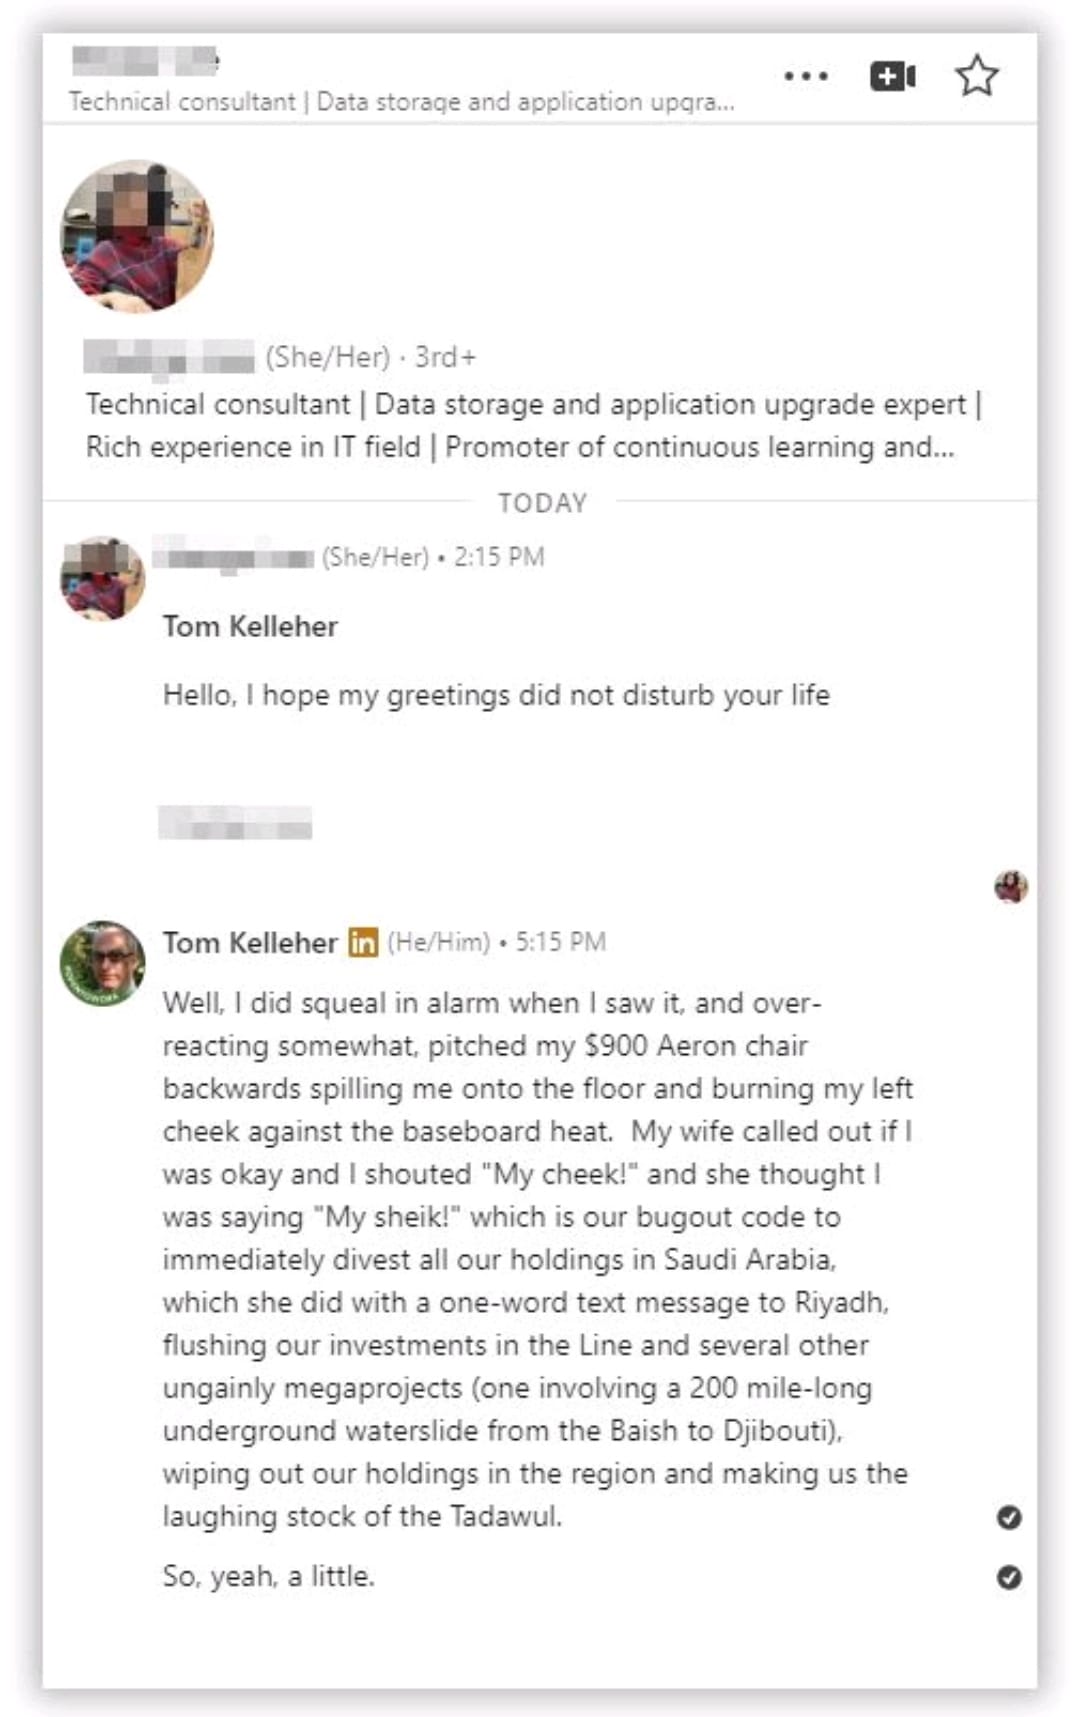 Technical consultant | Data storage and application upgra...
(She/Her) · 3rd+
Technical consultant | Data storage and application upgrade expert |
Rich experience in IT field | Promoter of continuous learning and...
TODAY
(She/Her) • 2:15 PM
Tom Kelleher
Hello, I hope my greetings did not disturb your life
Tom Kelleher in (He/Him) • 5:15 PM
Well, I did squeal in alarm when I saw it, and over-
reacting somewhat, pitched my $900 Aeron chair
backwards spilling me onto the floor and burning my left
cheek against the baseboard heat.  My wife called out if I
was okay and I shouted "My cheek!" and she thought I
was saying "My sheik!" which is our bugout code to
immediately divest all our holdings in Saudi Arabia,
which she did with a one-word text message to Riyadh,
flushing our investments in the Line and several other
ungainly megaprojects (one involving a 200 mile-long
underground waterslide from the Baish to Djibouti),
wiping out our holdings in the region and making us the
laughing stock of the Tadawul.
So, yeah, a little.